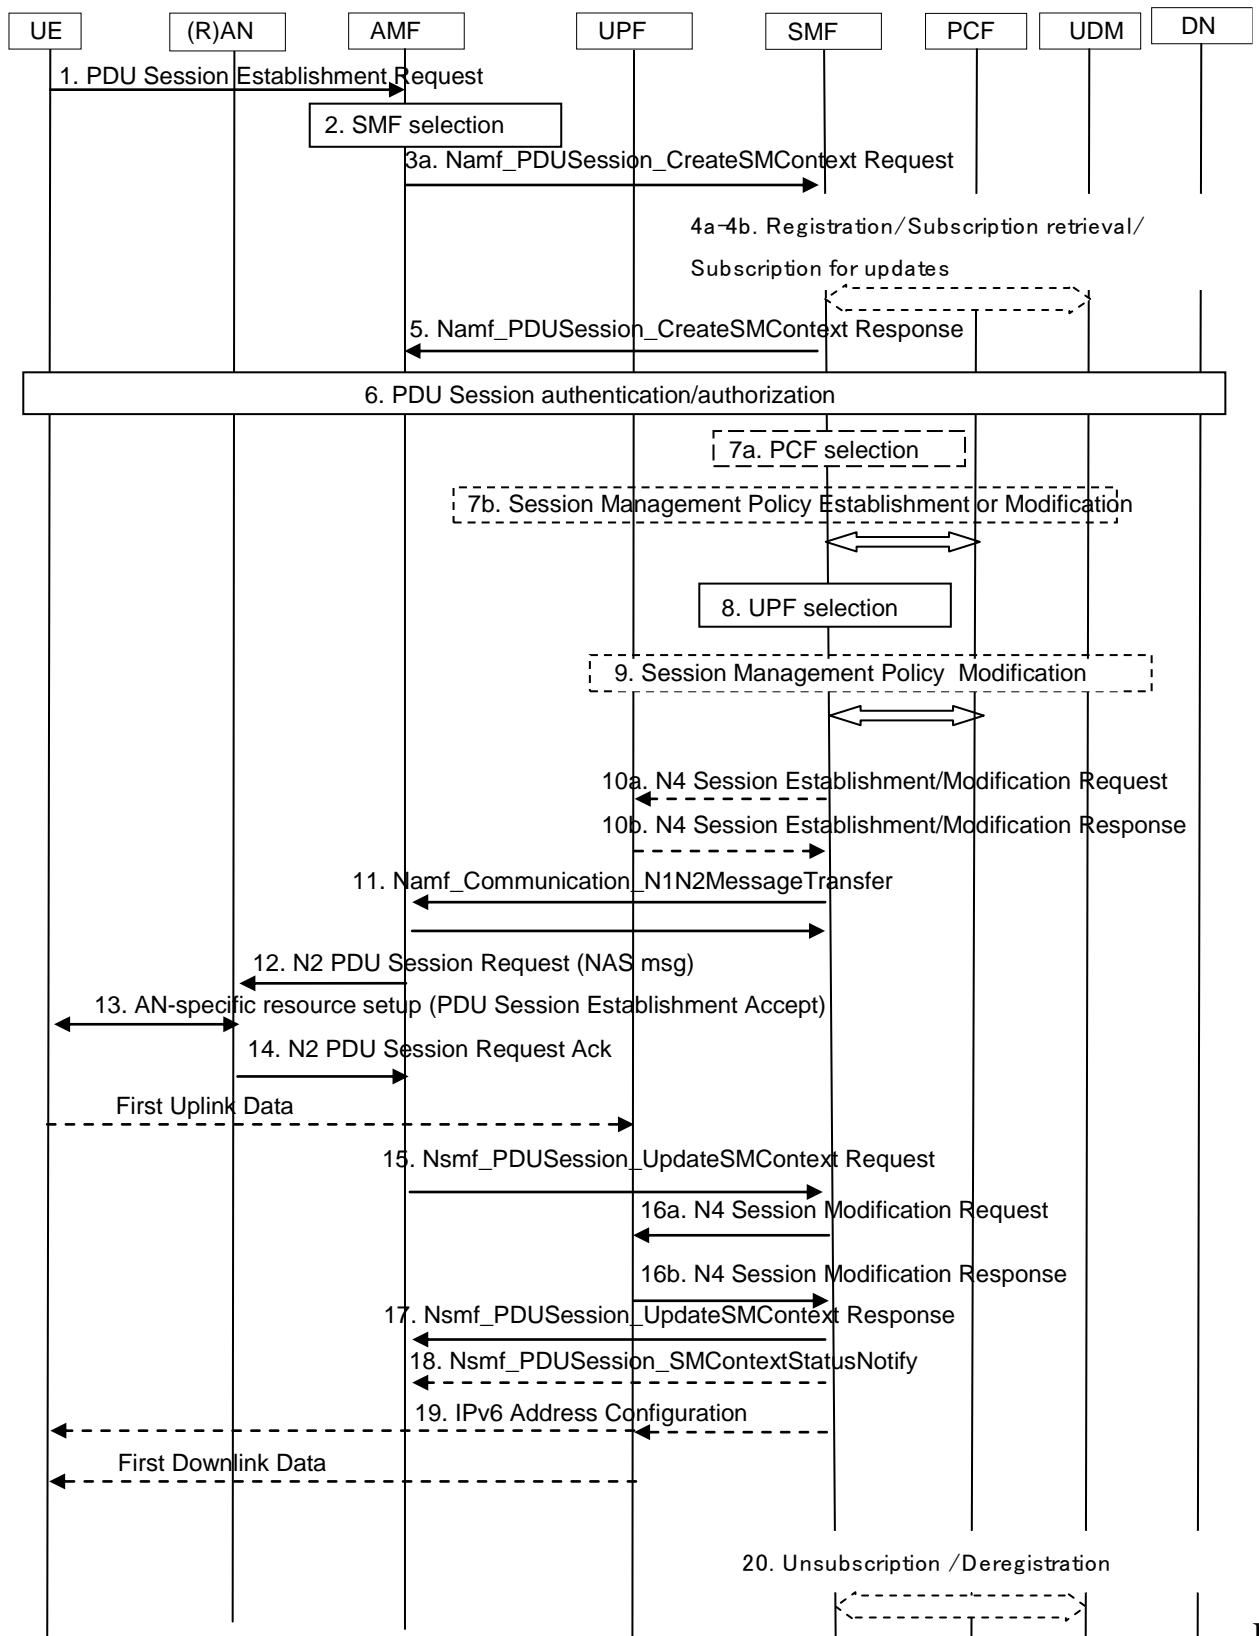 UE (R)AN AMF UPF SMF PCF UDM DN
1. PDU Session Establishment Request
2. SMF selection
3a. Namf_PDUSession_CreateSMContext Request
4a-4b. Registration/Subscription retrieval/
Subscription for updates
5. Namf_PDUSession_CreateSMContext Response
6. PDU Session authentication/authorization
7a. PCF selection
7b. Session Management Policy Establishment or Modification
8. UPF selection
9. Session Management Policy Modification
10a. N4 Session Establishment/Modification Request
10b. N4 Session Establishment/Modification Response
11. Namf_Communication_N1N2MessageTransfer
12. N2 PDU Session Request (NAS msg)
13. AN-specific resource setup (PDU Session Establishment Accept)
14. N2 PDU Session Request Ack
First Uplink Data
15. Nsmf_PDUSession_UpdateSMContext Request
16a. N4 Session Modification Request
16b. N4 Session Modification Response
17. Nsmf_PDUSession_UpdateSMContext Response
18. Nsmf_PDUSession_SMContextStatusNotify
19. IPv6 Address Configuration
First Downlink Data
20. Unsubscription /Deregistration